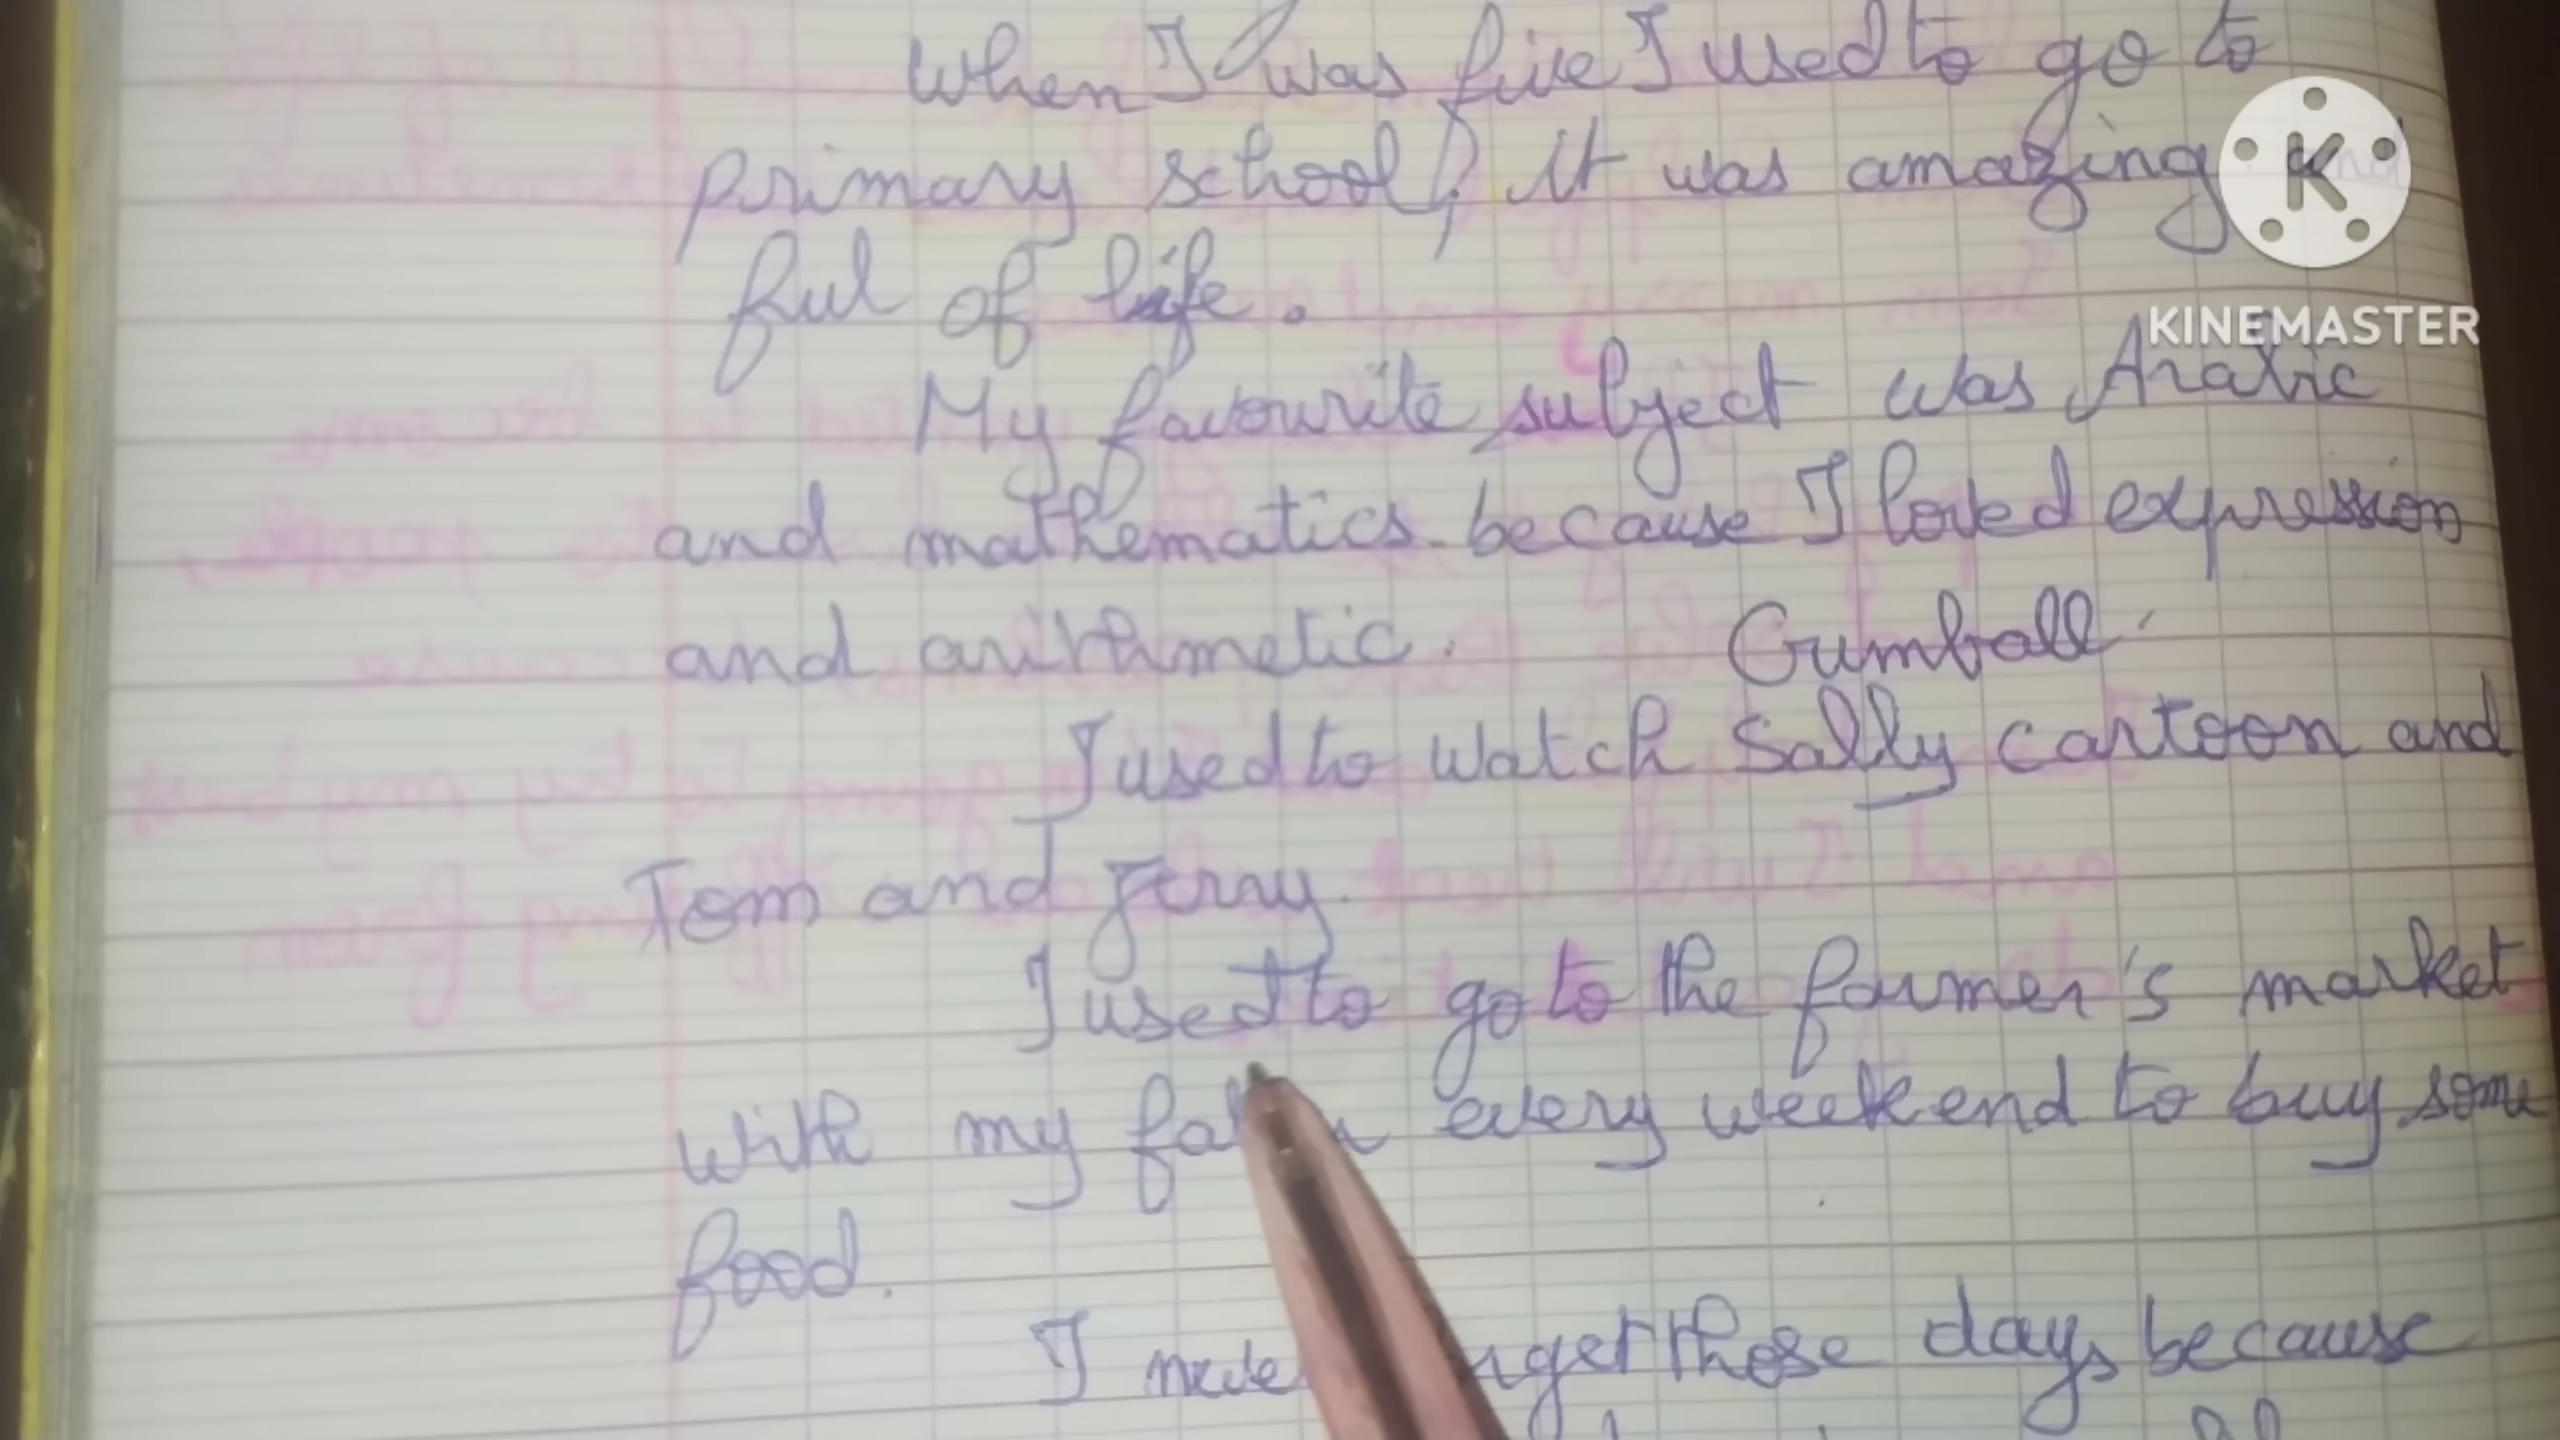 When I was five I used to go to
primary school, it was amazing and
ful of life.
My favourite subject was Arabic
and mathematics because I loved expression
and arithmetic.
Gumball
I used to watch Sally cartoon and
Tom and Jerry.
I used to go to the farmer's market
with my every weekend to buy some
food.
I those days because
KINEMASTER